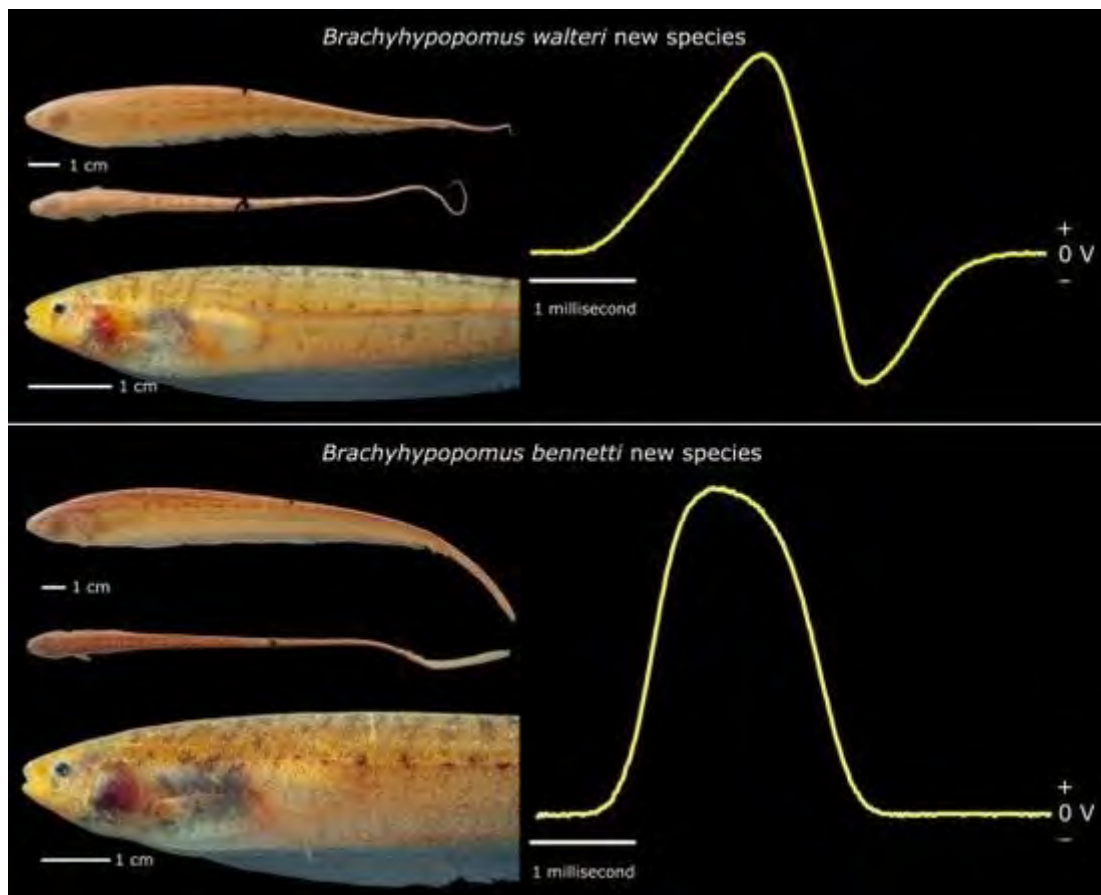 Brachyhypopomus walteri new species
1 cm
1 cm
1 millisecond
+
0 V
–
Brachyhypopomus bennetti new species
1 cm
1 cm
1 millisecond
+
0 V
–